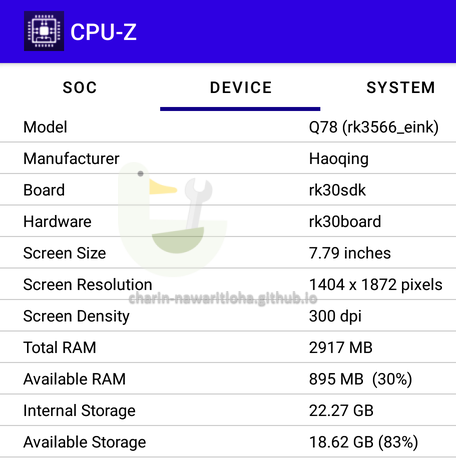 CPU-Z
SOC DEVICE SYSTEM
Model Q78 (rk3566_eink)
Manufacturer Haoqing
Board rk30sdk
Hardware rk30board
Screen Size 7.79 inches
Screen Resolution 1404 x 1872 pixels
charin-nawaritloha.github.io
Screen Density 300 dpi
Total RAM 2917 MB
Available RAM 895 MB (30%)
Internal Storage 22.27 GB
Available Storage 18.62 GB (83%)